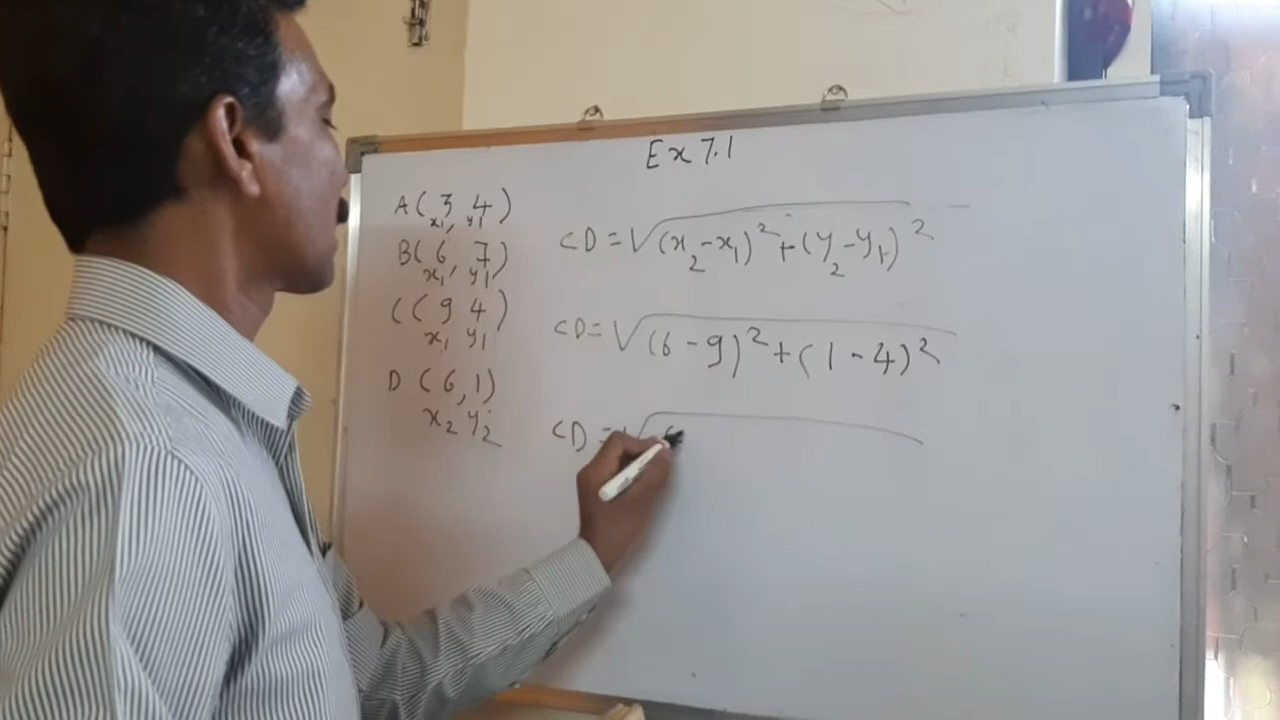 Ex 7.1
A( 3, 4 )
x₁ y₁
B( 6, 7 )
x₁ y₁
C( 9 4 )
x₁ y₁
D ( 6, 1 )
x₂ y₂
CD = √(x₂-x₁)²+(y₂-y₁)²
CD = √(6-9)²+(1-4)²
CD = √(